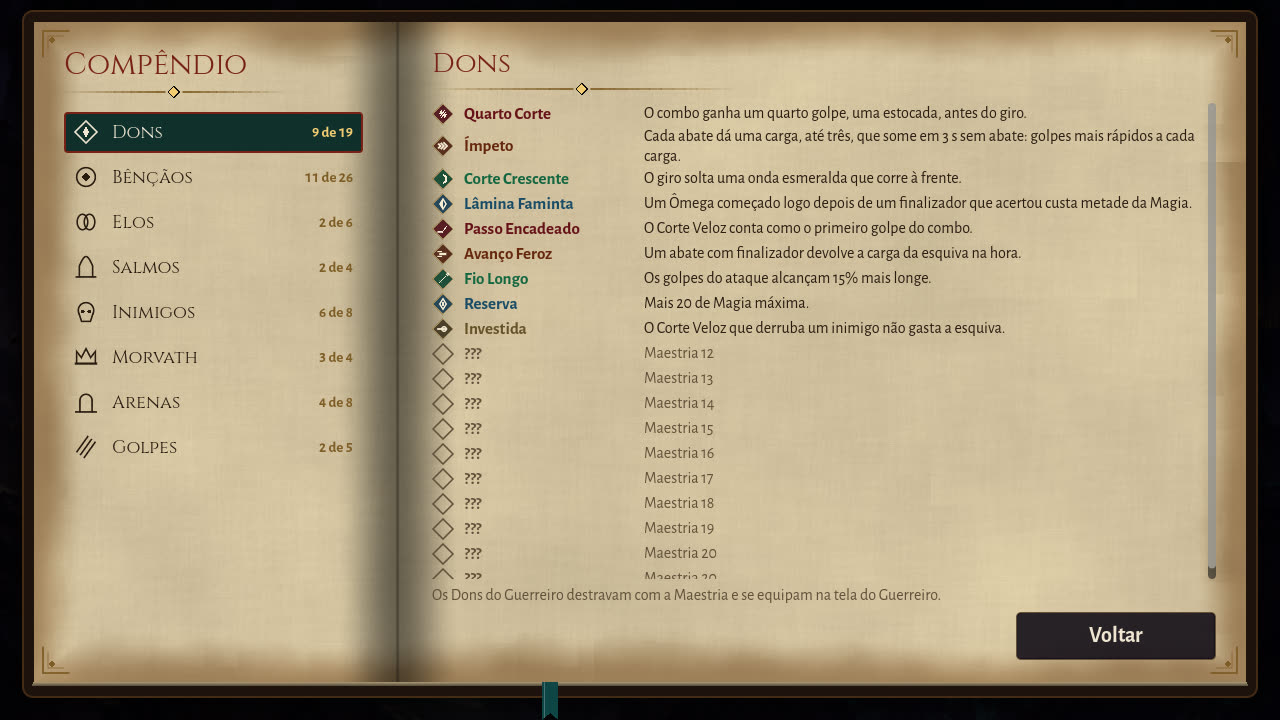 Compêndio
Dons
9 de 19
Bênçãos
11 de 26
Elos
2 de 6
Salmos
2 de 4
Inimigos
6 de 8
Morvath
3 de 4
Arenas
4 de 8
Golpes
2 de 5
Dons
Quarto Corte
O combo ganha um quarto golpe, uma estocada, antes do giro.
Ímpeto
Cada abate dá uma carga, até três, que some em 3 s sem abate: golpes mais rápidos a cada
carga.
Corte Crescente
O giro solta uma onda esmeralda que corre à frente.
Lâmina Faminta
Um Ômega começado logo depois de um finalizador que acertou custa metade da Magia.
Passo Encadeado
O Corte Veloz conta como o primeiro golpe do combo.
Avanço Feroz
Um abate com finalizador devolve a carga da esquiva na hora.
Fio Longo
Os golpes do ataque alcançam 15% mais longe.
Reserva
Mais 20 de Magia máxima.
Investida
O Corte Veloz que derruba um inimigo não gasta a esquiva.
???
Maestria 12
???
Maestria 13
???
Maestria 14
???
Maestria 15
???
Maestria 16
???
Maestria 17
???
Maestria 18
???
Maestria 19
???
Maestria 20
???
Maestria 20
Os Dons do Guerreiro destravam com a Maestria e se equipam na tela do Guerreiro.
Voltar